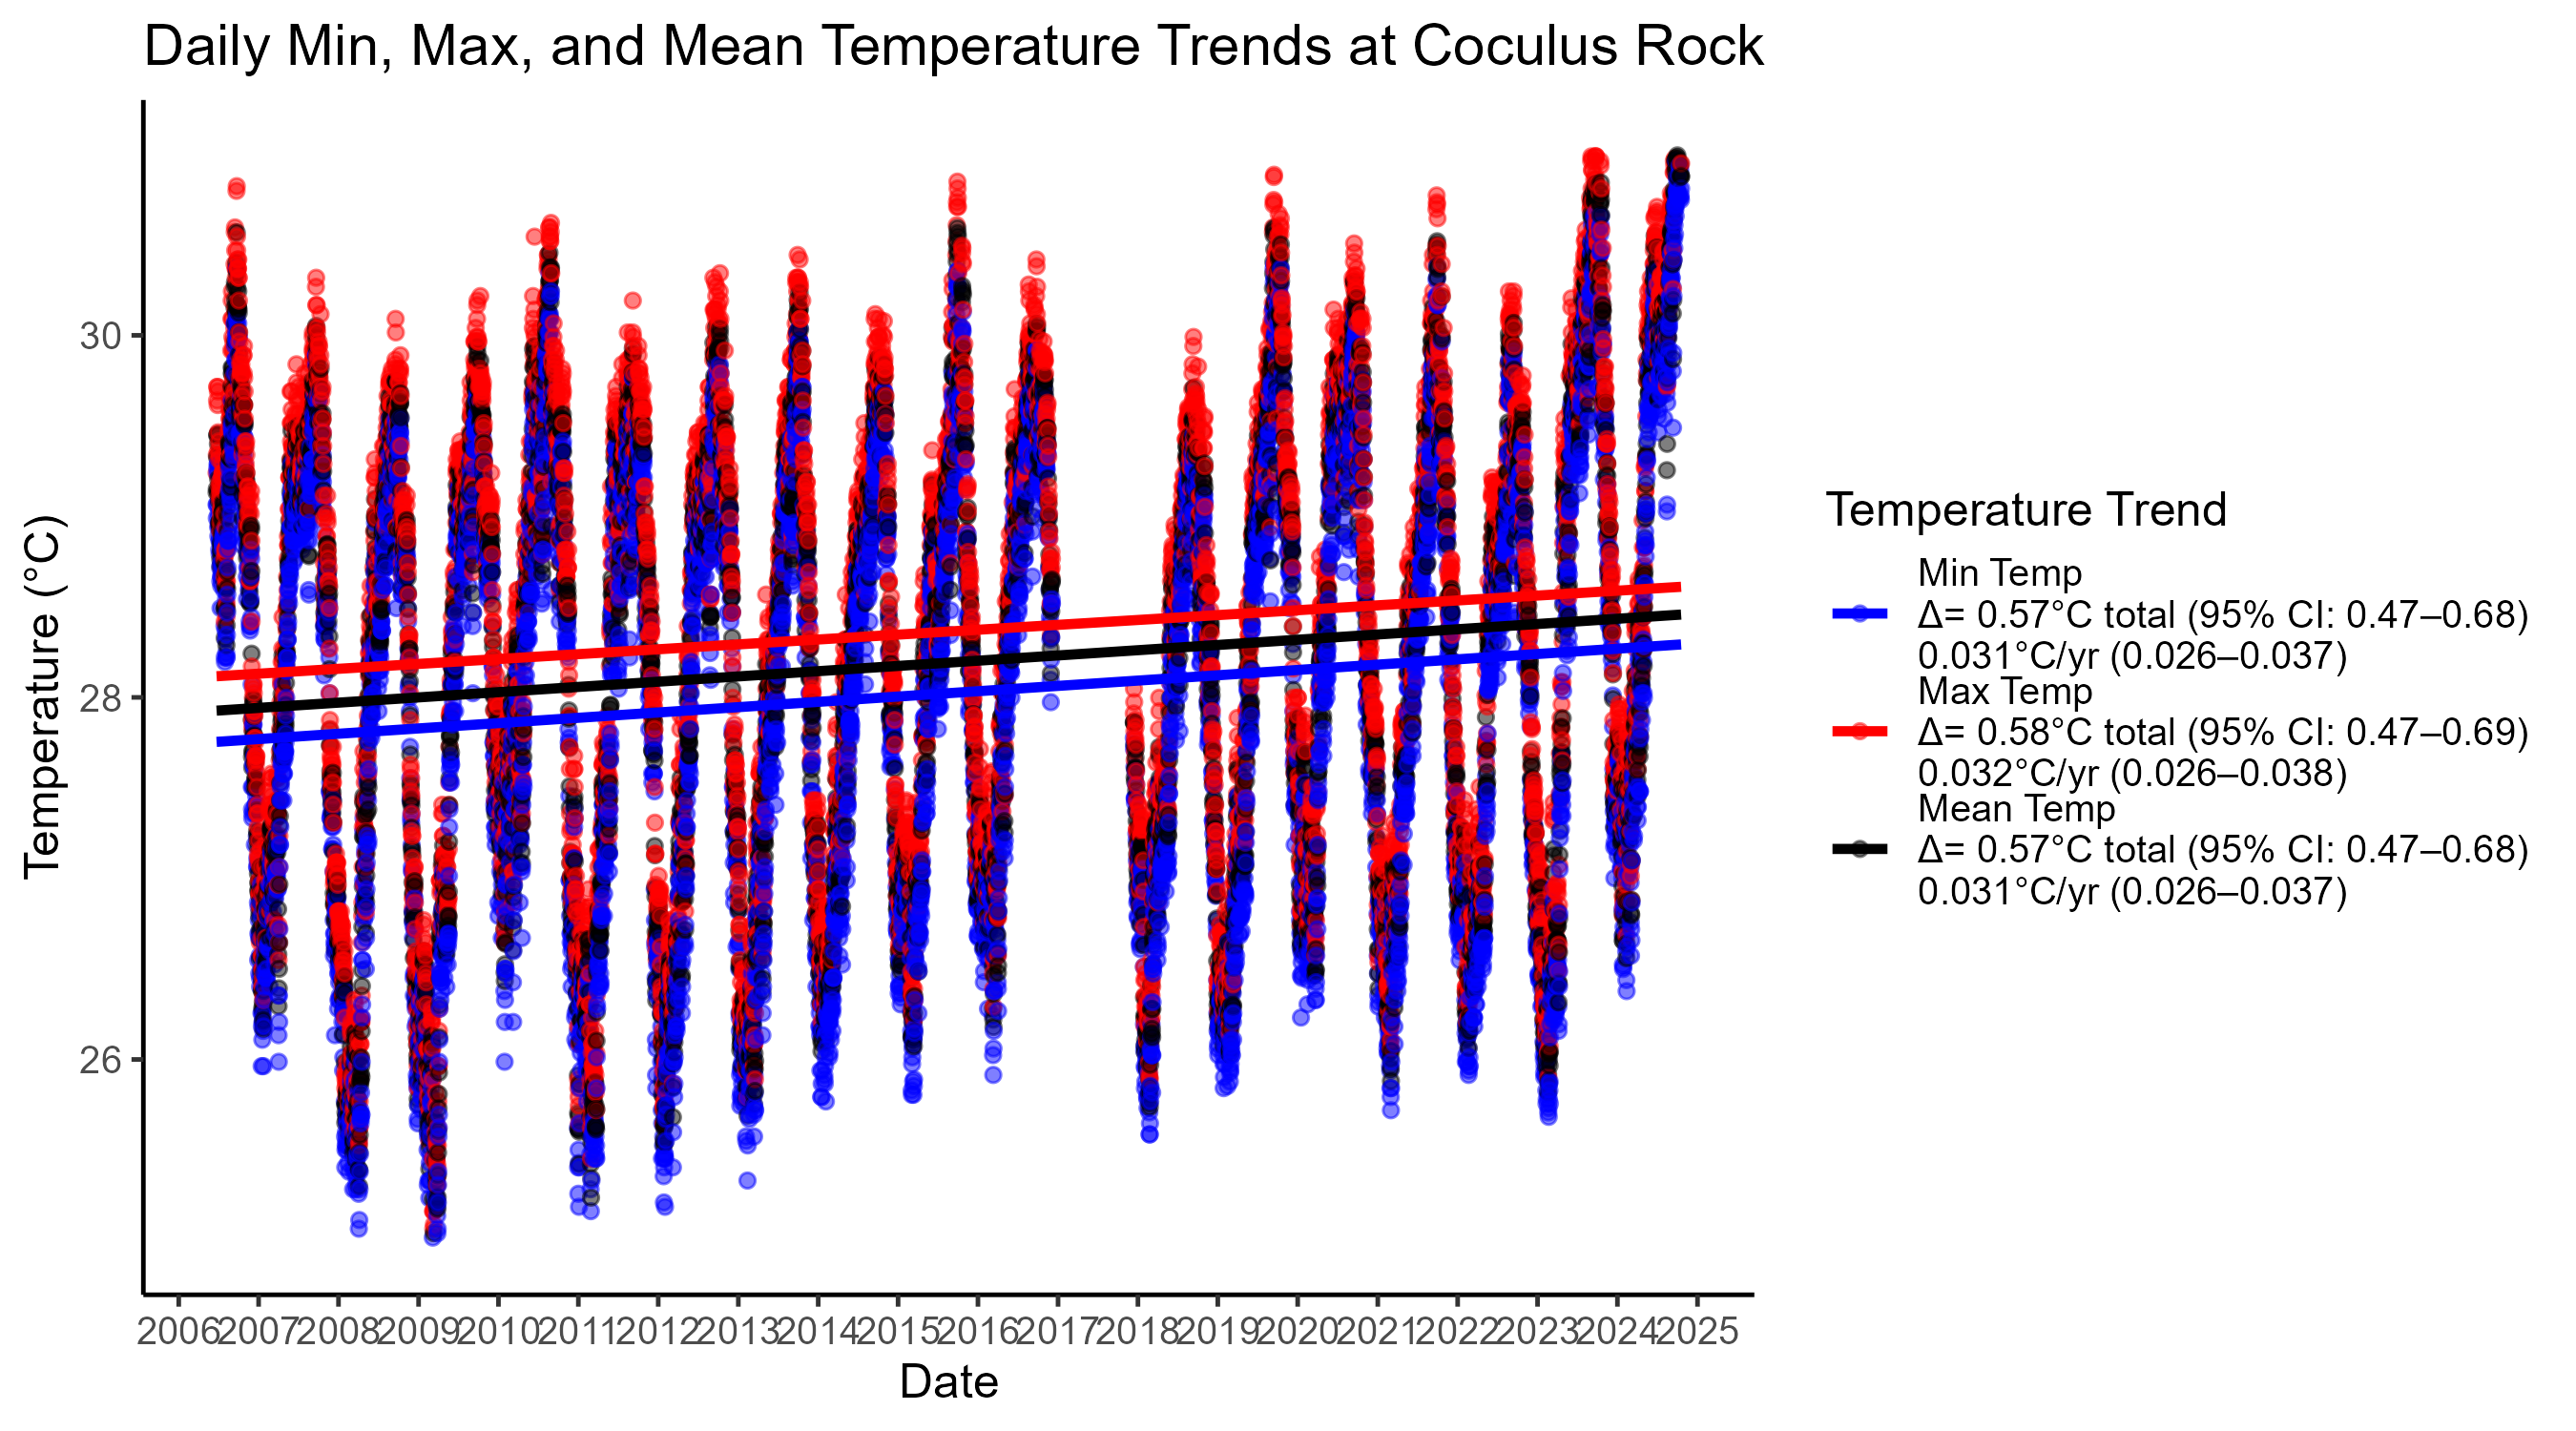 Daily Min, Max, and Mean Temperature Trends at Coculus Rock
Temperature (°C)
30
28
26
2006 2007 2008 2009 2010 2011 2012 2013 2014 2015 2016 2017 2018 2019 2020 2021 2022 2023 2024 2025
Date
Temperature Trend
Min Temp
Δ= 0.57°C total (95% CI: 0.47–0.68)
0.031°C/yr (0.026–0.037)
Max Temp
Δ= 0.58°C total (95% CI: 0.47–0.69)
0.032°C/yr (0.026–0.038)
Mean Temp
Δ= 0.57°C total (95% CI: 0.47–0.68)
0.031°C/yr (0.026–0.037)